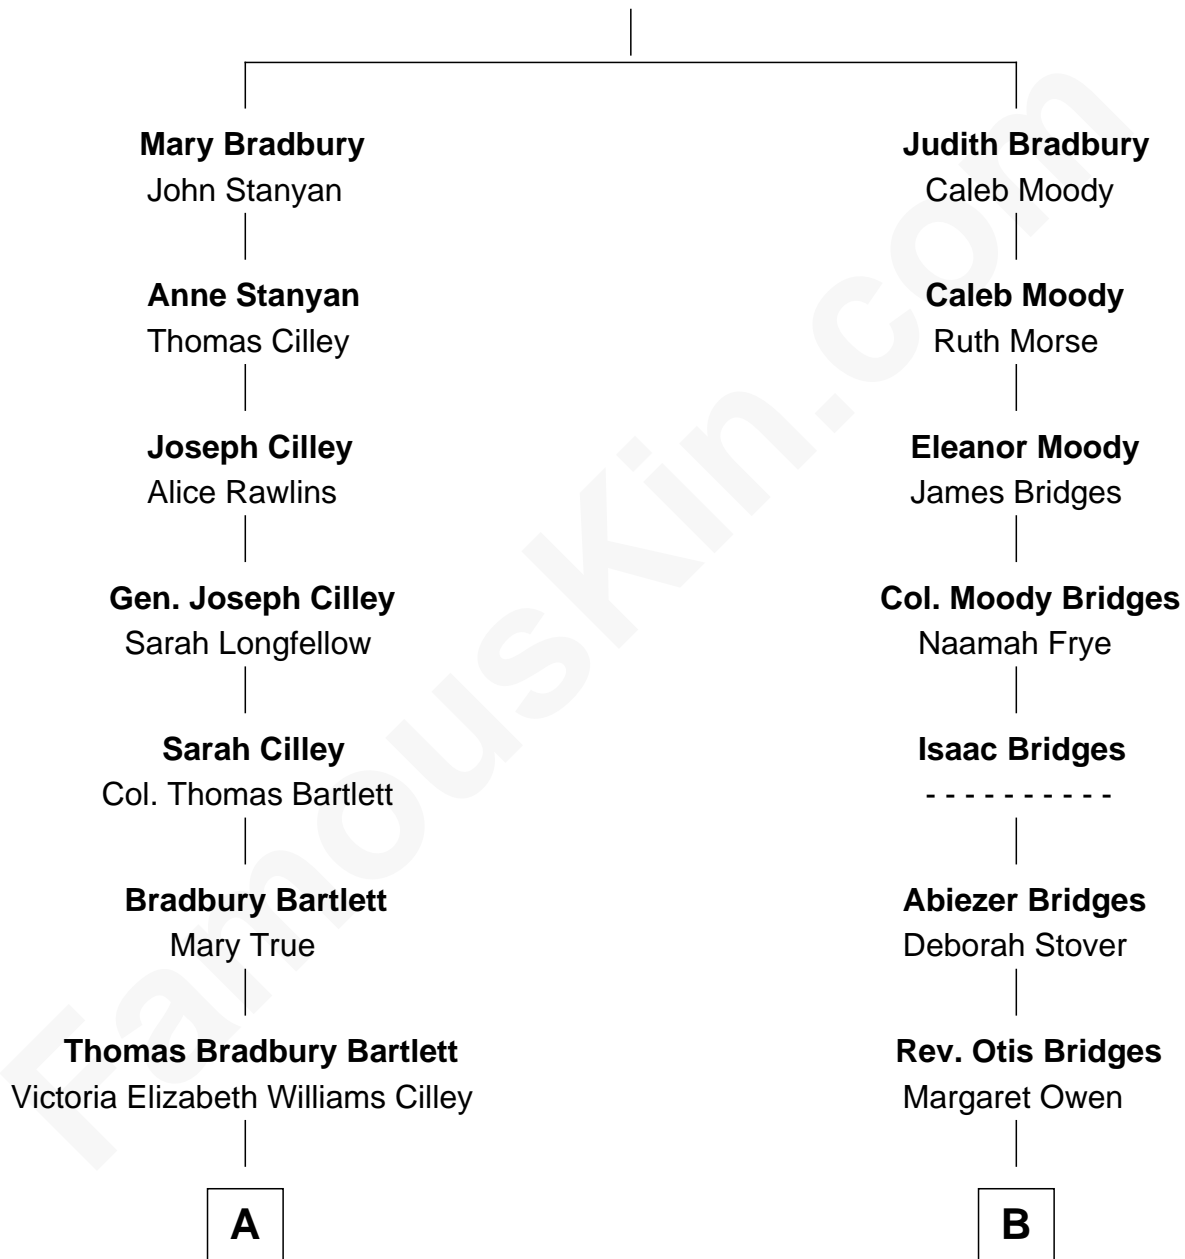 Mary Bradbury
John Stanyan
Anne Stanyan
Thomas Cilley
Joseph Cilley
Alice Rawlins
Gen. Joseph Cilley
Sarah Longfellow
Sarah Cilley
Col. Thomas Bartlett
Bradbury Bartlett
Mary True
Thomas Bradbury Bartlett
Victoria Elizabeth Williams Cilley
A
Judith Bradbury
Caleb Moody
Caleb Moody
Ruth Morse
Eleanor Moody
James Bridges
Col. Moody Bridges
Naamah Frye
Isaac Bridges
- - - - - - - - - -
Abiezer Bridges
Deborah Stover
Rev. Otis Bridges
Margaret Owen
B
FamousKin.com